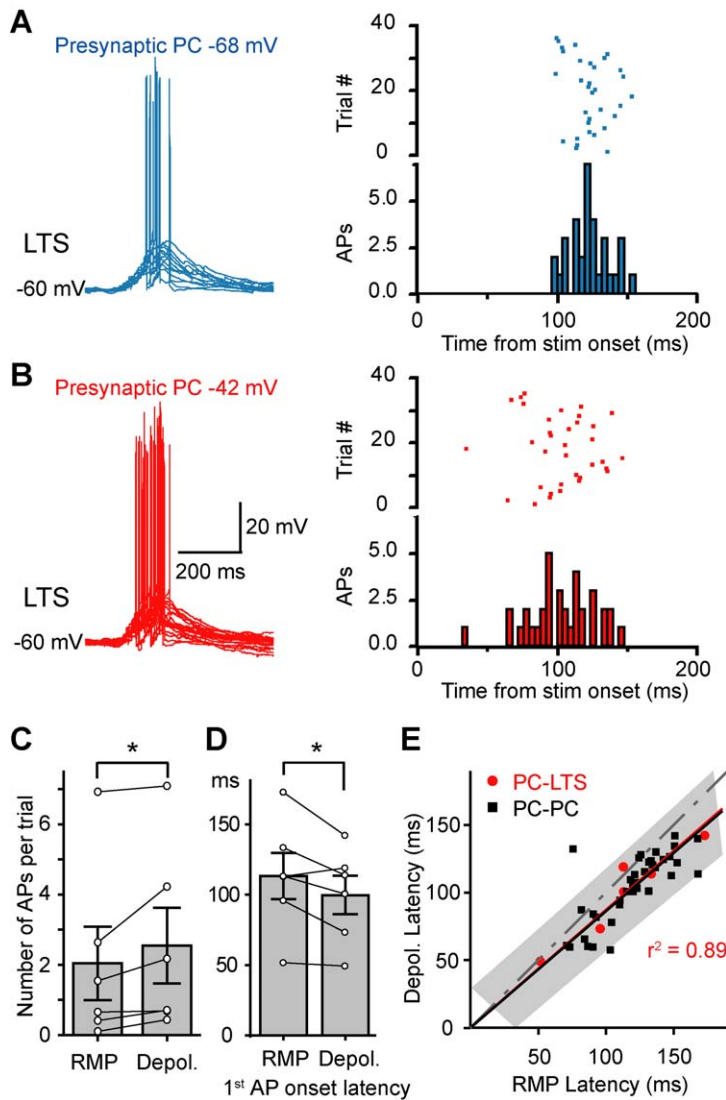 A
Presynaptic PC -68 mV
LTS
-60 mV
40
20
0
Trial #
5.0
2.5
0.0
APs
0 100 200
Time from stim onset (ms)
B
Presynaptic PC -42 mV
20 mV
200 ms
LTS
-60 mV
40
20
0
Trial #
5.0
2.5
0.0
APs
0 100 200
Time from stim onset (ms)
C
*
Number of APs per trial
6
4
2
0
RMP Depol.
D
*
ms
150
100
50
0
RMP Depol.
1st AP onset latency
E
PC-LTS
PC-PC
Depol. Latency (ms)
150
100
50
r² = 0.89
50 100 150
RMP Latency (ms)